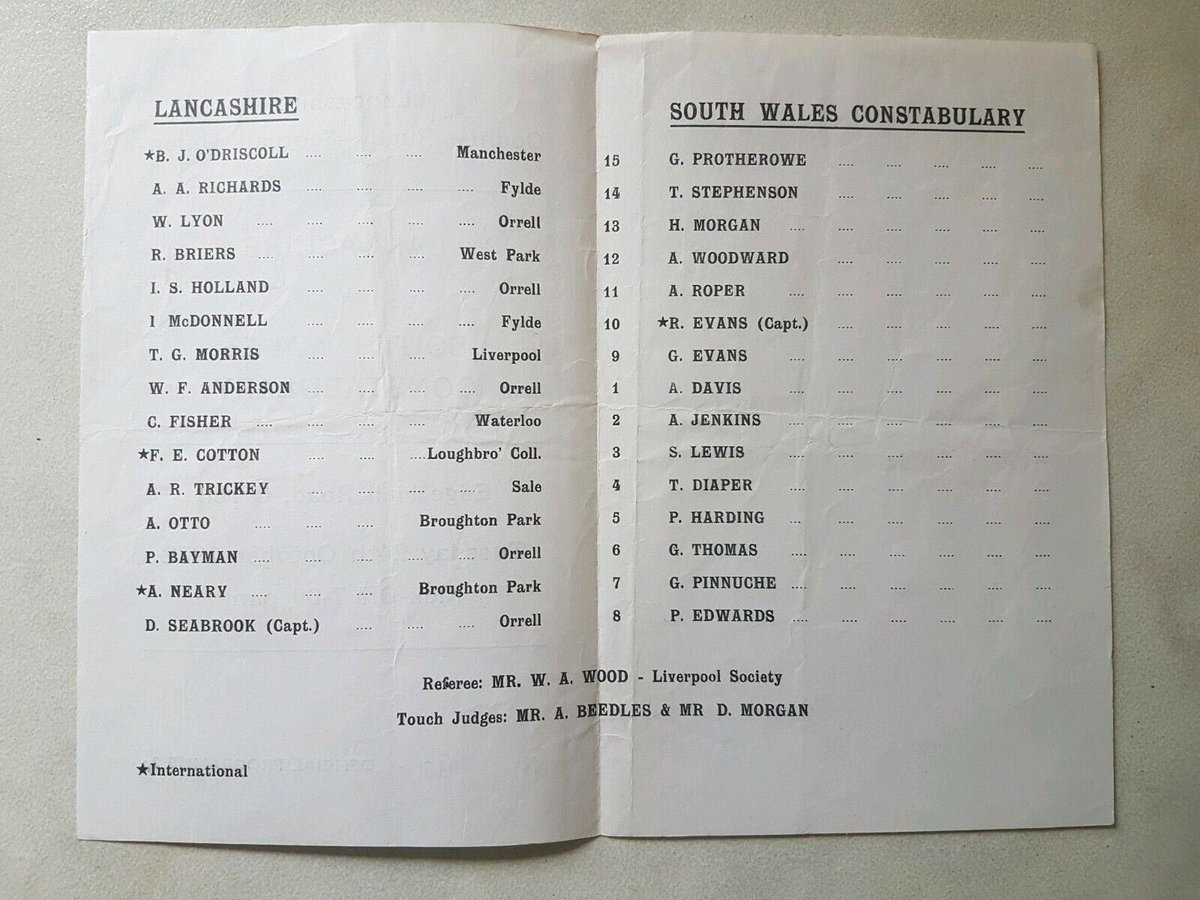 LANCASHIRE
★B. J. O'DRISCOLL .... .... .... Manchester
A. A. RICHARDS .... .... .... .... Fylde
W. LYON .... .... .... .... Orrell
R. BRIERS .... .... .... .... West Park
I. S. HOLLAND .... .... .... .... Orrell
I McDONNELL .... .... .... .... Fylde
T. G. MORRIS .... .... .... Liverpool
W. F. ANDERSON .... .... .... .... Orrell
C. FISHER .... .... .... .... Waterloo
★F. E. COTTON .... .... ....Loughbro' Coll.
A. R. TRICKEY .... .... .... Sale
A. OTTO .... .... .... Broughton Park
P. BAYMAN .... .... .... .... Orrell
★A. NEARY .... .... .... Broughton Park
D. SEABROOK (Capt.) .... .... .... Orrell
SOUTH WALES CONSTABULARY
15 G. PROTHEROWE .... .... .... .... ....
14 T. STEPHENSON .... .... .... .... ....
13 H. MORGAN .... .... .... .... .... ....
12 A. WOODWARD .... .... .... .... ....
11 A. ROPER .... .... .... .... .... ....
10 ★R. EVANS (Capt.) .... .... .... .... ....
9 G. EVANS .... .... .... .... .... ....
1 A. DAVIS .... .... .... .... .... ....
2 A. JENKINS .... .... .... .... .... ....
3 S. LEWIS .... .... .... .... .... ....
4 T. DIAPER .... .... .... .... .... ....
5 P. HARDING .... .... .... .... .... ....
6 G. THOMAS .... .... .... .... .... ....
7 G. PINNUCHE .... .... .... .... .... ....
8 P. EDWARDS .... .... .... .... .... ....
Referee: MR. W. A. WOOD - Liverpool Society
Touch Judges: MR. A. BEEDLES & MR D. MORGAN
★International